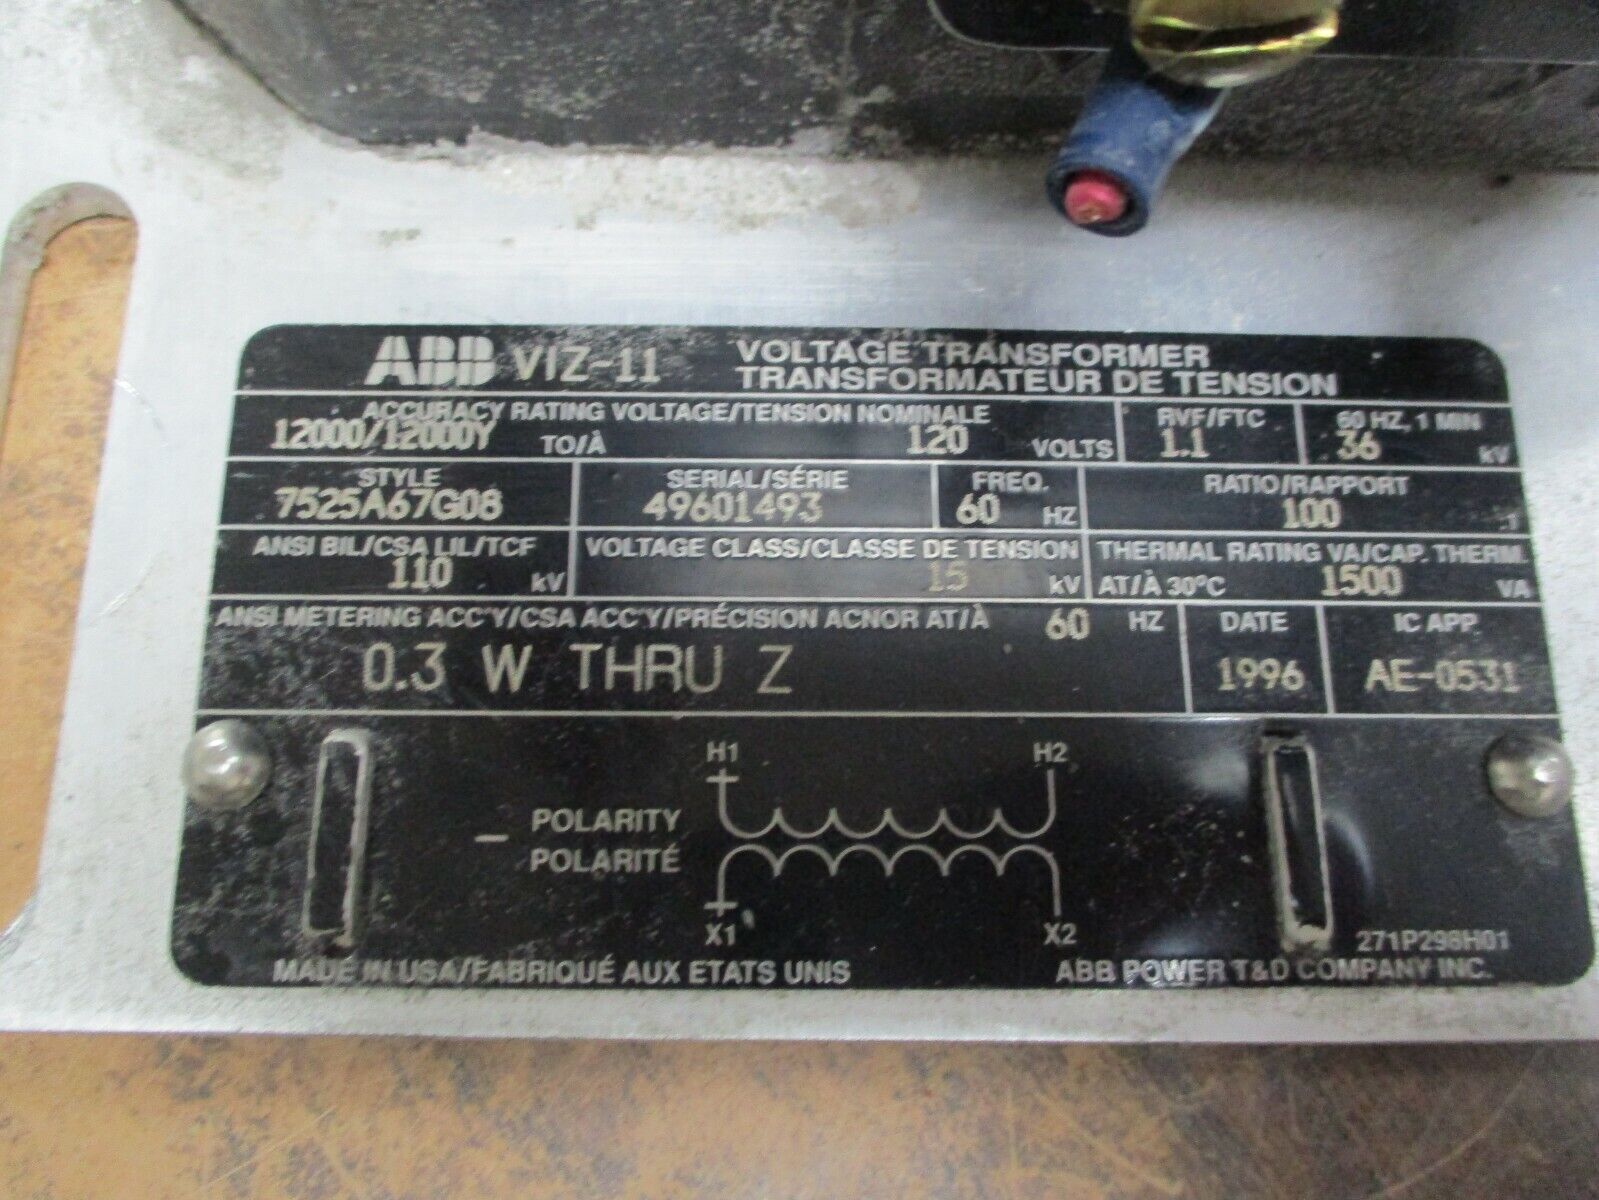 ABB VIZ-11 VOLTAGE TRANSFORMER
TRANSFORMATEUR DE TENSION
ACCURACY RATING VOLTAGE/TENSION NOMINALE
12000/12000Y TO/À 120 VOLTS
RVF/FTC
1.1
60 HZ, 1 MIN
36 kV
STYLE
7525A67G08
SERIAL/SÉRIE
49601493
FREQ.
60 HZ
RATIO/RAPPORT
100 :1
ANSI BIL/CSA LIL/TCF
110 kV
VOLTAGE CLASS/CLASSE DE TENSION
15 kV
THERMAL RATING VA/CAP. THERM.
AT/À 30°C 1500 VA
ANSI METERING ACC'Y/CSA ACC'Y/PRÉCISION ACNOR AT/À 60 HZ
0.3 W THRU Z
DATE
1996
IC APP.
AE-0531
H1 H2
– POLARITY
POLARITÉ
X1 X2
271P298H01
MADE IN USA/FABRIQUÉ AUX ETATS UNIS
ABB POWER T&D COMPANY INC.